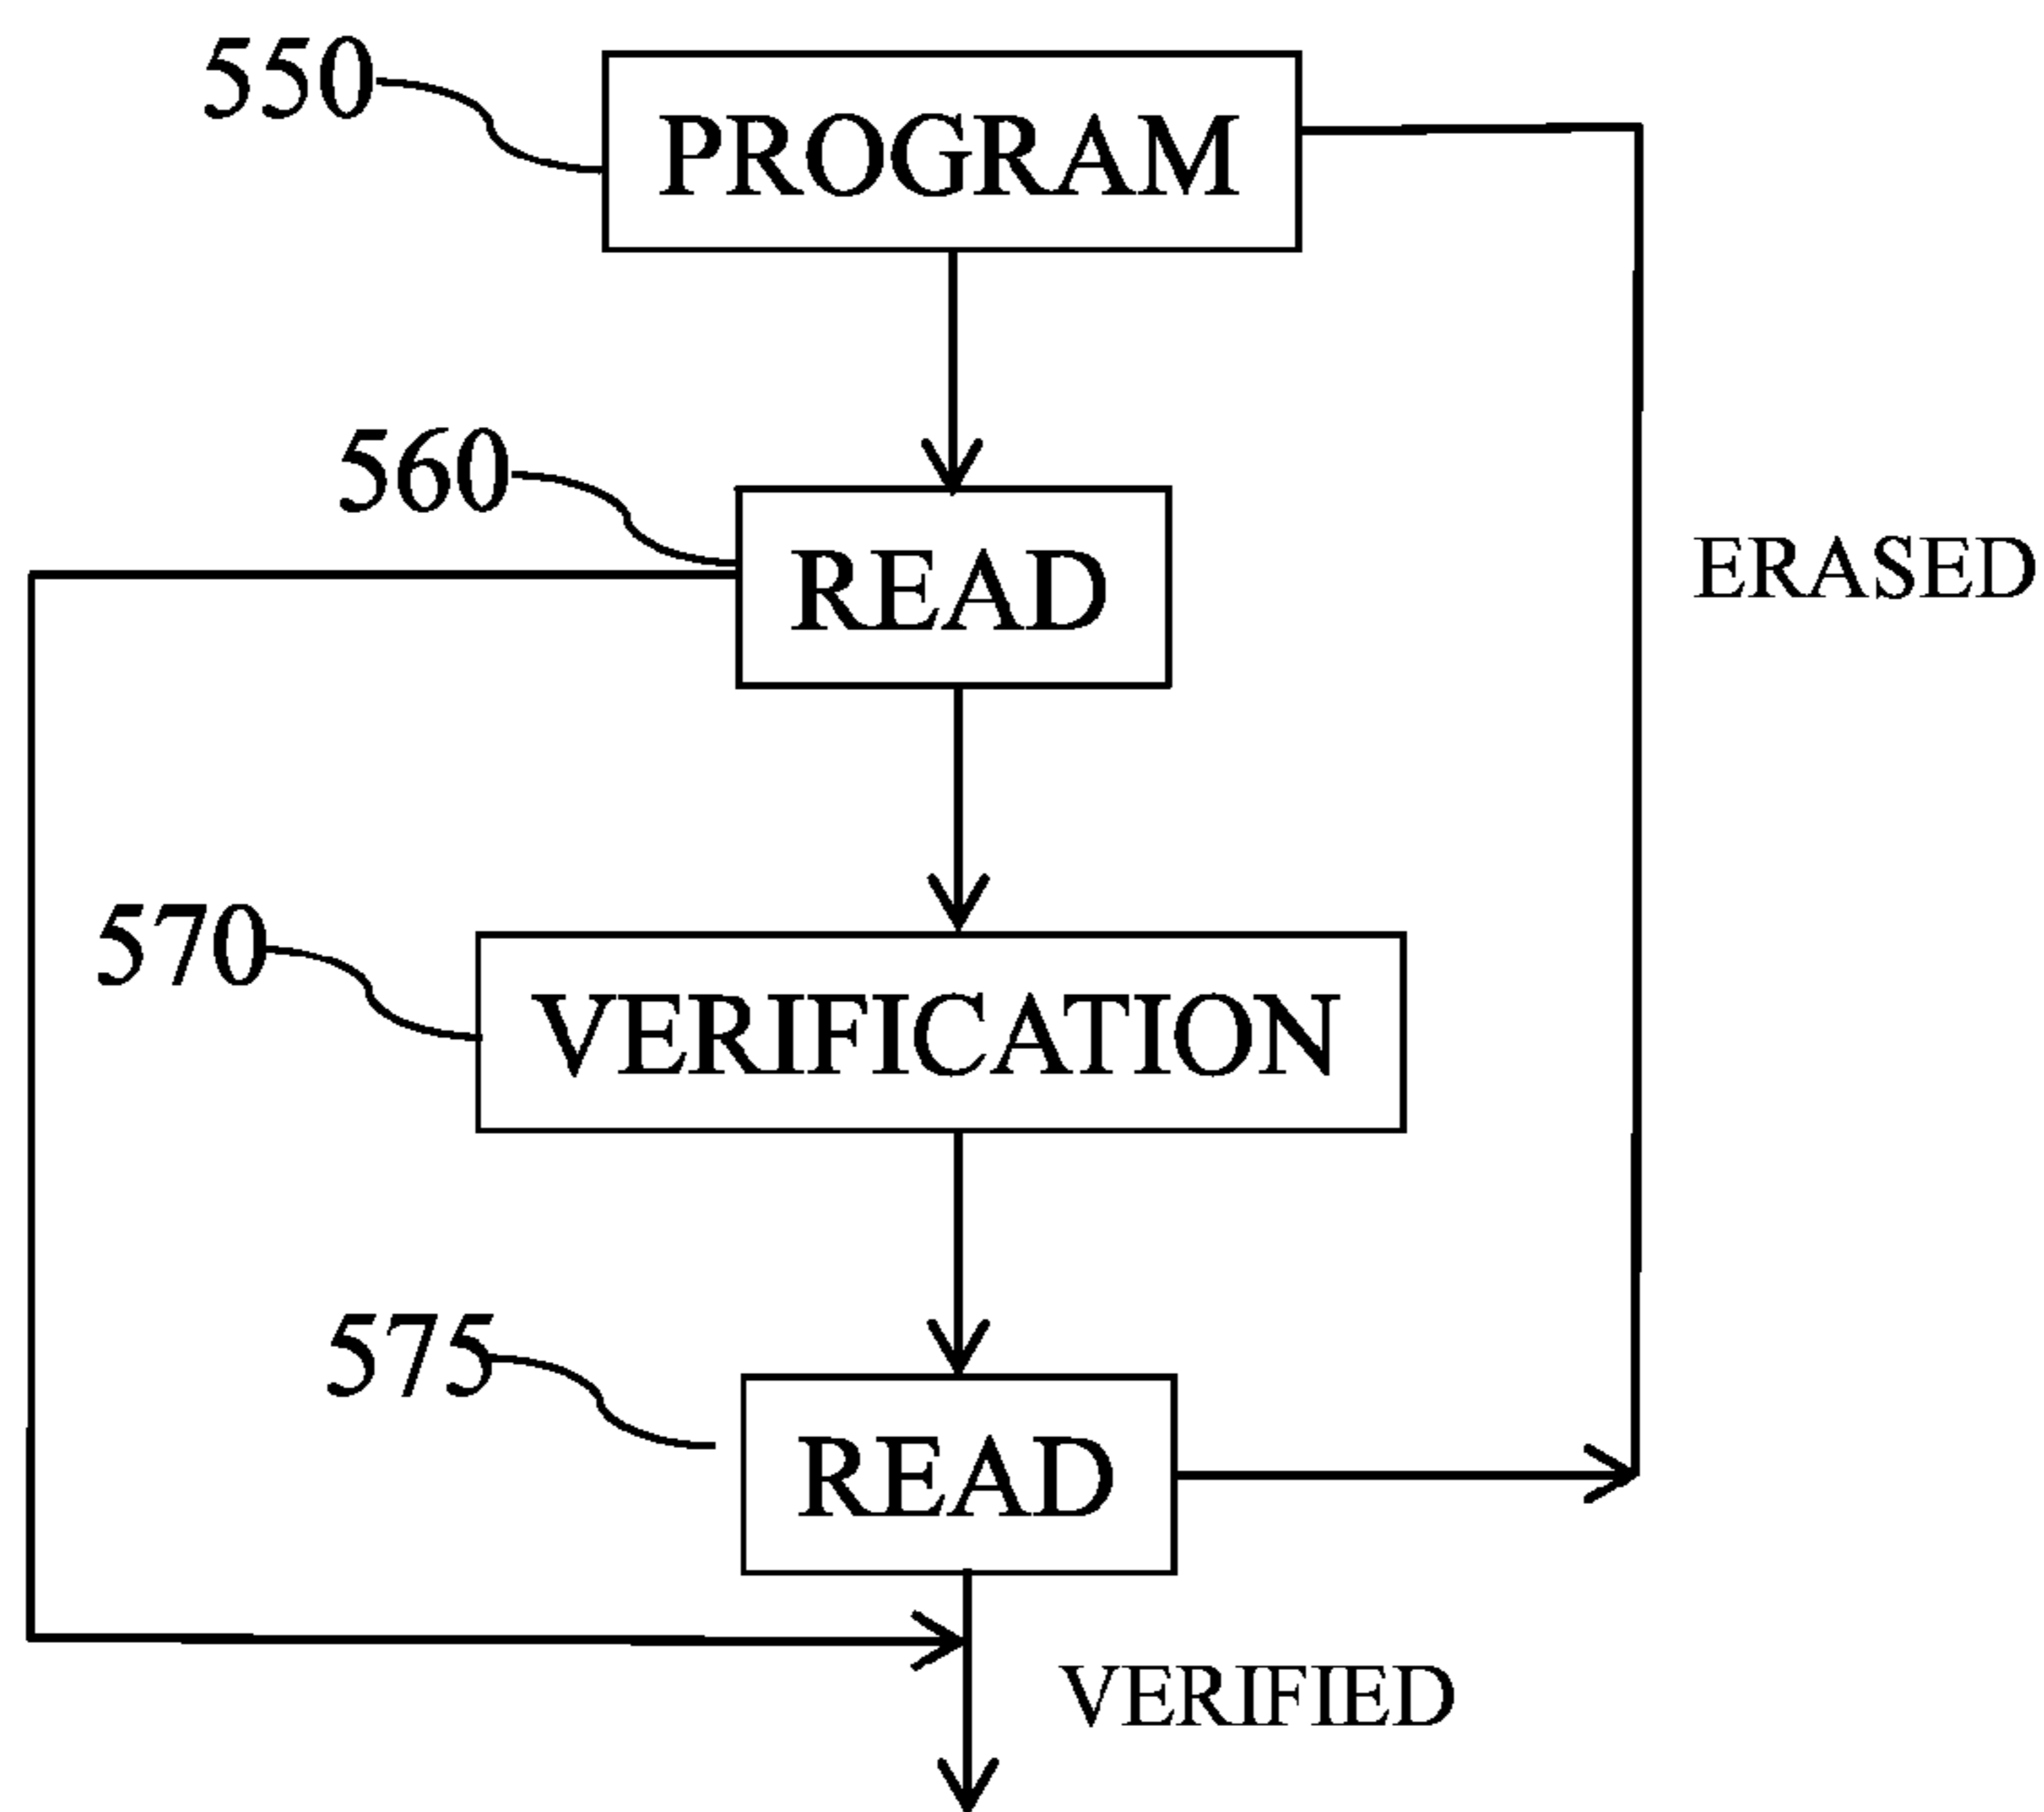 550
PROGRAM
560
READ
ERASED
570
VERIFICATION
575
READ
VERIFIED